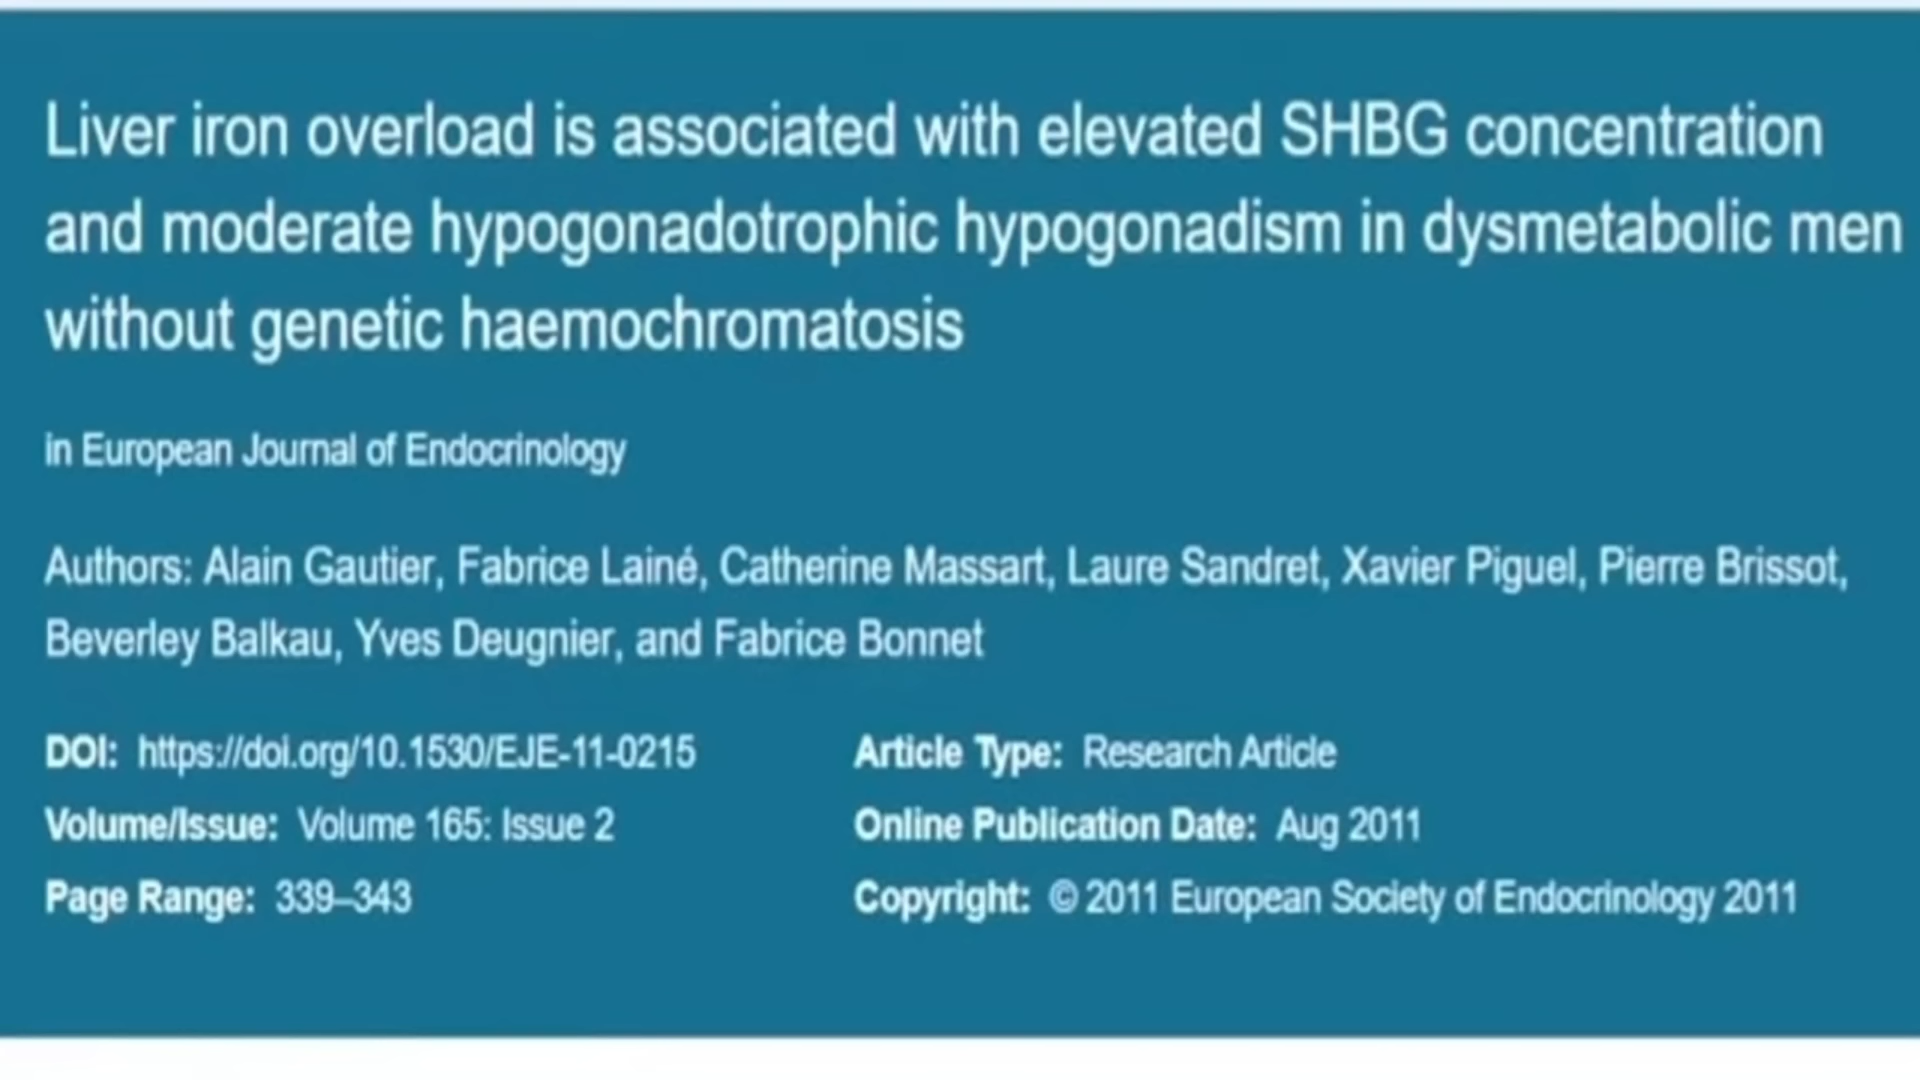 Liver iron overload is associated with elevated SHBG concentration
and moderate hypogonadotrophic hypogonadism in dysmetabolic men
without genetic haemochromatosis
in European Journal of Endocrinology
Authors: Alain Gautier, Fabrice Lainé, Catherine Massart, Laure Sandret, Xavier Piguel, Pierre Brissot,
Beverley Balkau, Yves Deugnier, and Fabrice Bonnet
DOI: https://doi.org/10.1530/EJE-11-0215
Volume/Issue: Volume 165: Issue 2
Page Range: 339–343
Article Type: Research Article
Online Publication Date: Aug 2011
Copyright: © 2011 European Society of Endocrinology 2011